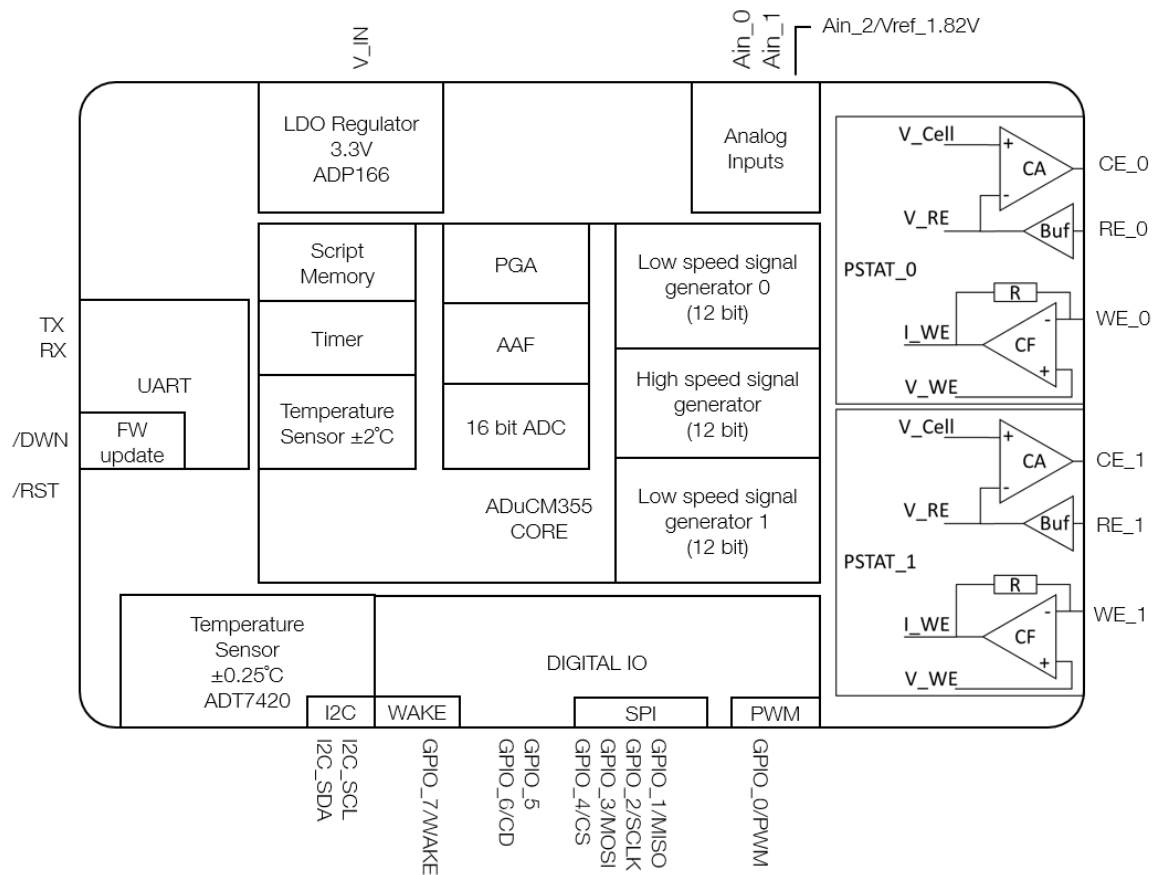 V_IN
Ain_0
Ain_1
Ain_2/Vref_1.82V
LDO Regulator
3.3V
ADP166
Analog
Inputs
V_Cell
+
CA
-
CE_0
V_RE
Buf
RE_0
PSTAT_0
R
-
WE_0
I_WE
CF
+
V_WE
Script
Memory
PGA
Low speed signal
generator 0
(12 bit)
TX
RX
UART
Timer
AAF
High speed signal
generator
(12 bit)
/DWN
FW
update
Temperature
Sensor ±2°C
16 bit ADC
/RST
ADuCM355
CORE
Low speed signal
generator 1
(12 bit)
V_Cell
+
CA
-
CE_1
V_RE
Buf
RE_1
PSTAT_1
R
-
WE_1
I_WE
CF
+
V_WE
Temperature
Sensor
±0.25°C
ADT7420
DIGITAL IO
I2C
WAKE
SPI
PWM
I2C_SDA
I2C_SCL
GPIO_7/WAKE
GPIO_6/CD
GPIO_5
GPIO_4/CS
GPIO_3/MOSI
GPIO_2/SCLK
GPIO_1/MISO
GPIO_0/PWM